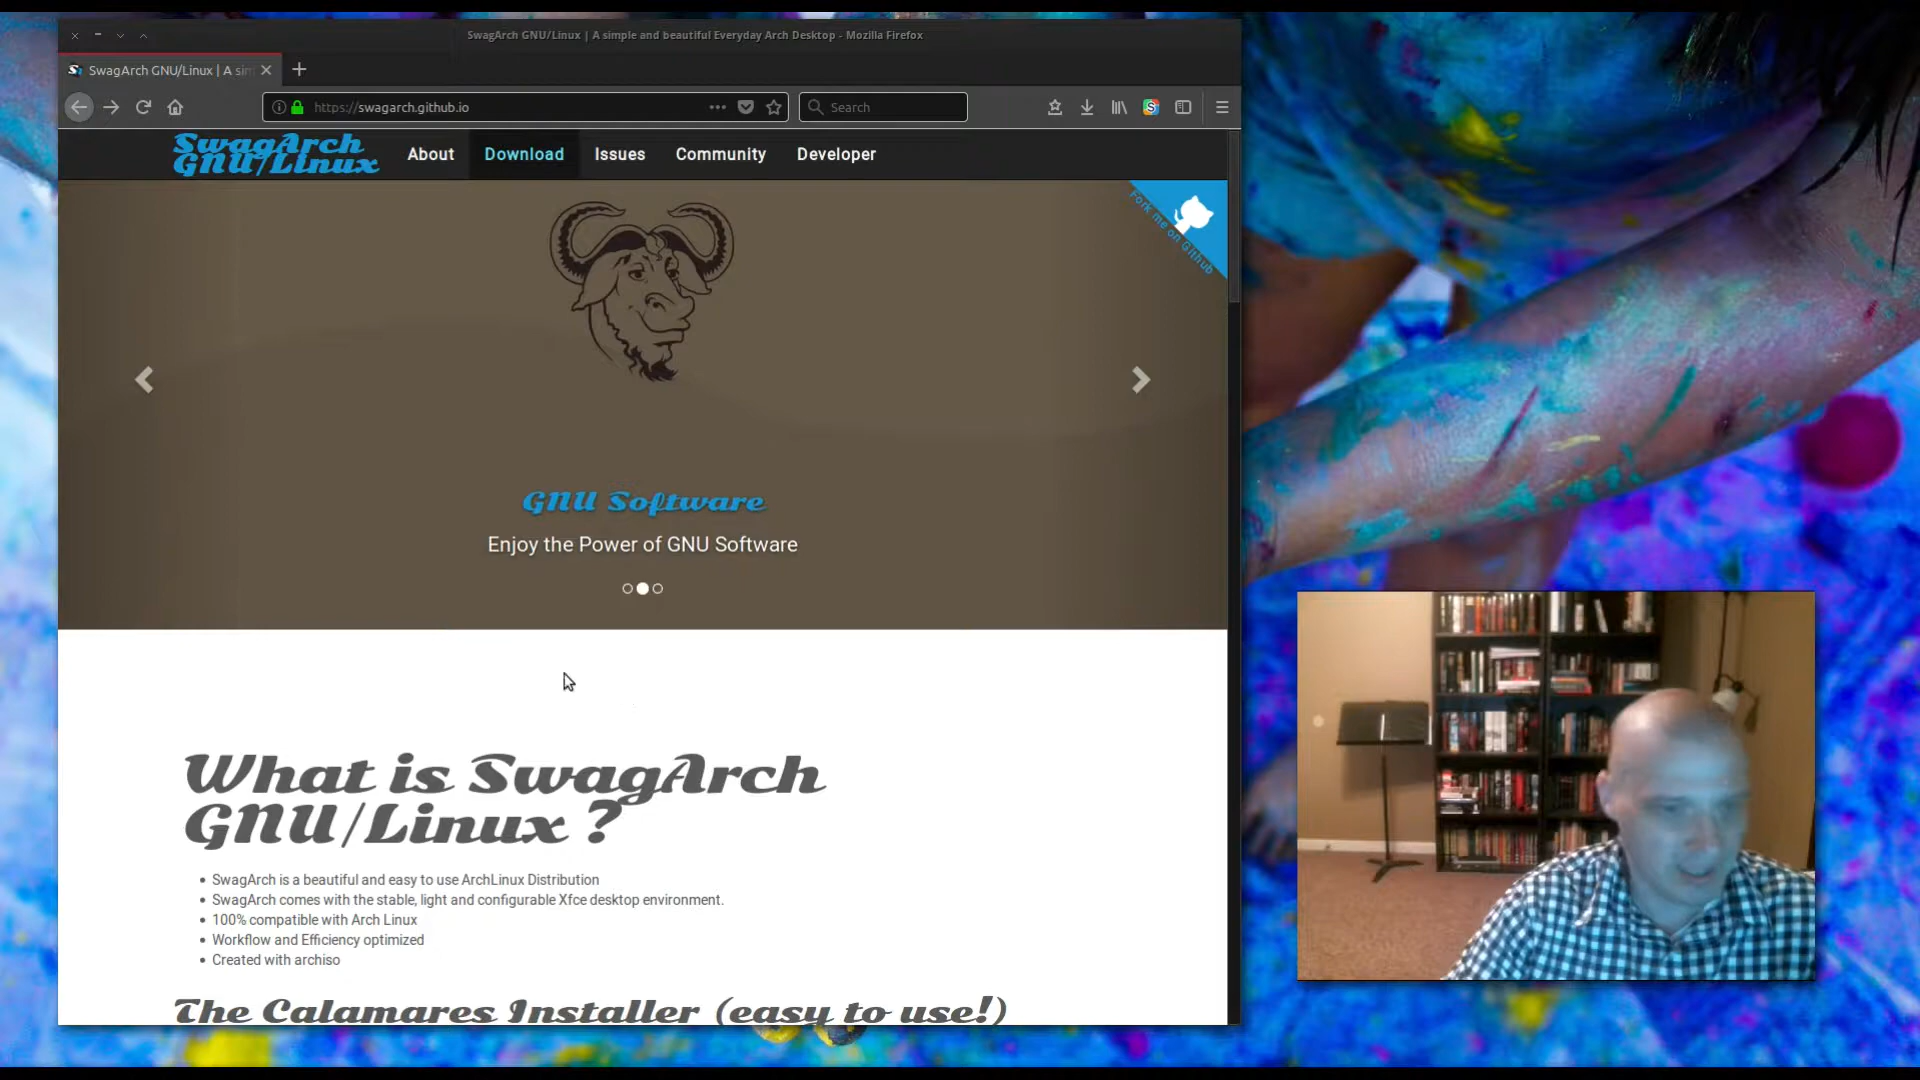 SwagArch GNU/Linux | A simple and beautiful Everyday Arch Desktop - Mozilla Firefox
SwagArch GNU/Linux | A sim
https://swagarch.github.io
Search
SwagArch
GNU/Linux
About
Download
Issues
Community
Developer
Fork me on Github
GNU Software
Enjoy the Power of GNU Software
What is SwagArch
GNU/Linux ?
SwagArch is a beautiful and easy to use ArchLinux Distribution
SwagArch comes with the stable, light and configurable Xfce desktop environment.
100% compatible with Arch Linux
Workflow and Efficiency optimized
Created with archiso
The Calamares Installer (easy to use!)